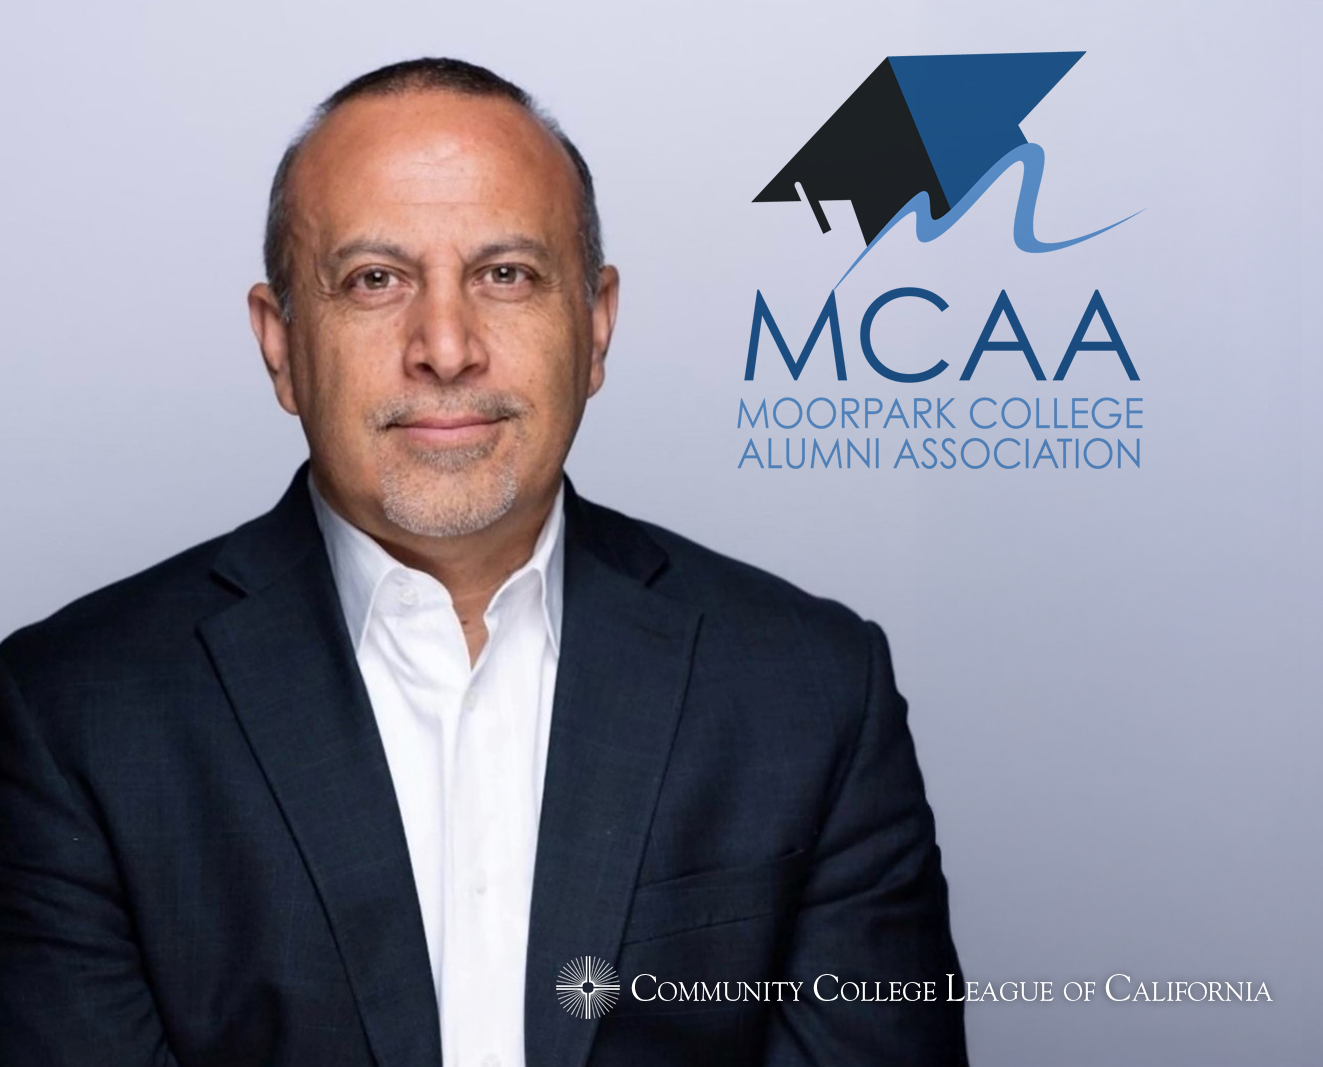 MCAA
MOORPARK COLLEGE
ALUMNI ASSOCIATION
COMMUNITY COLLEGE LEAGUE OF CALIFORNIA